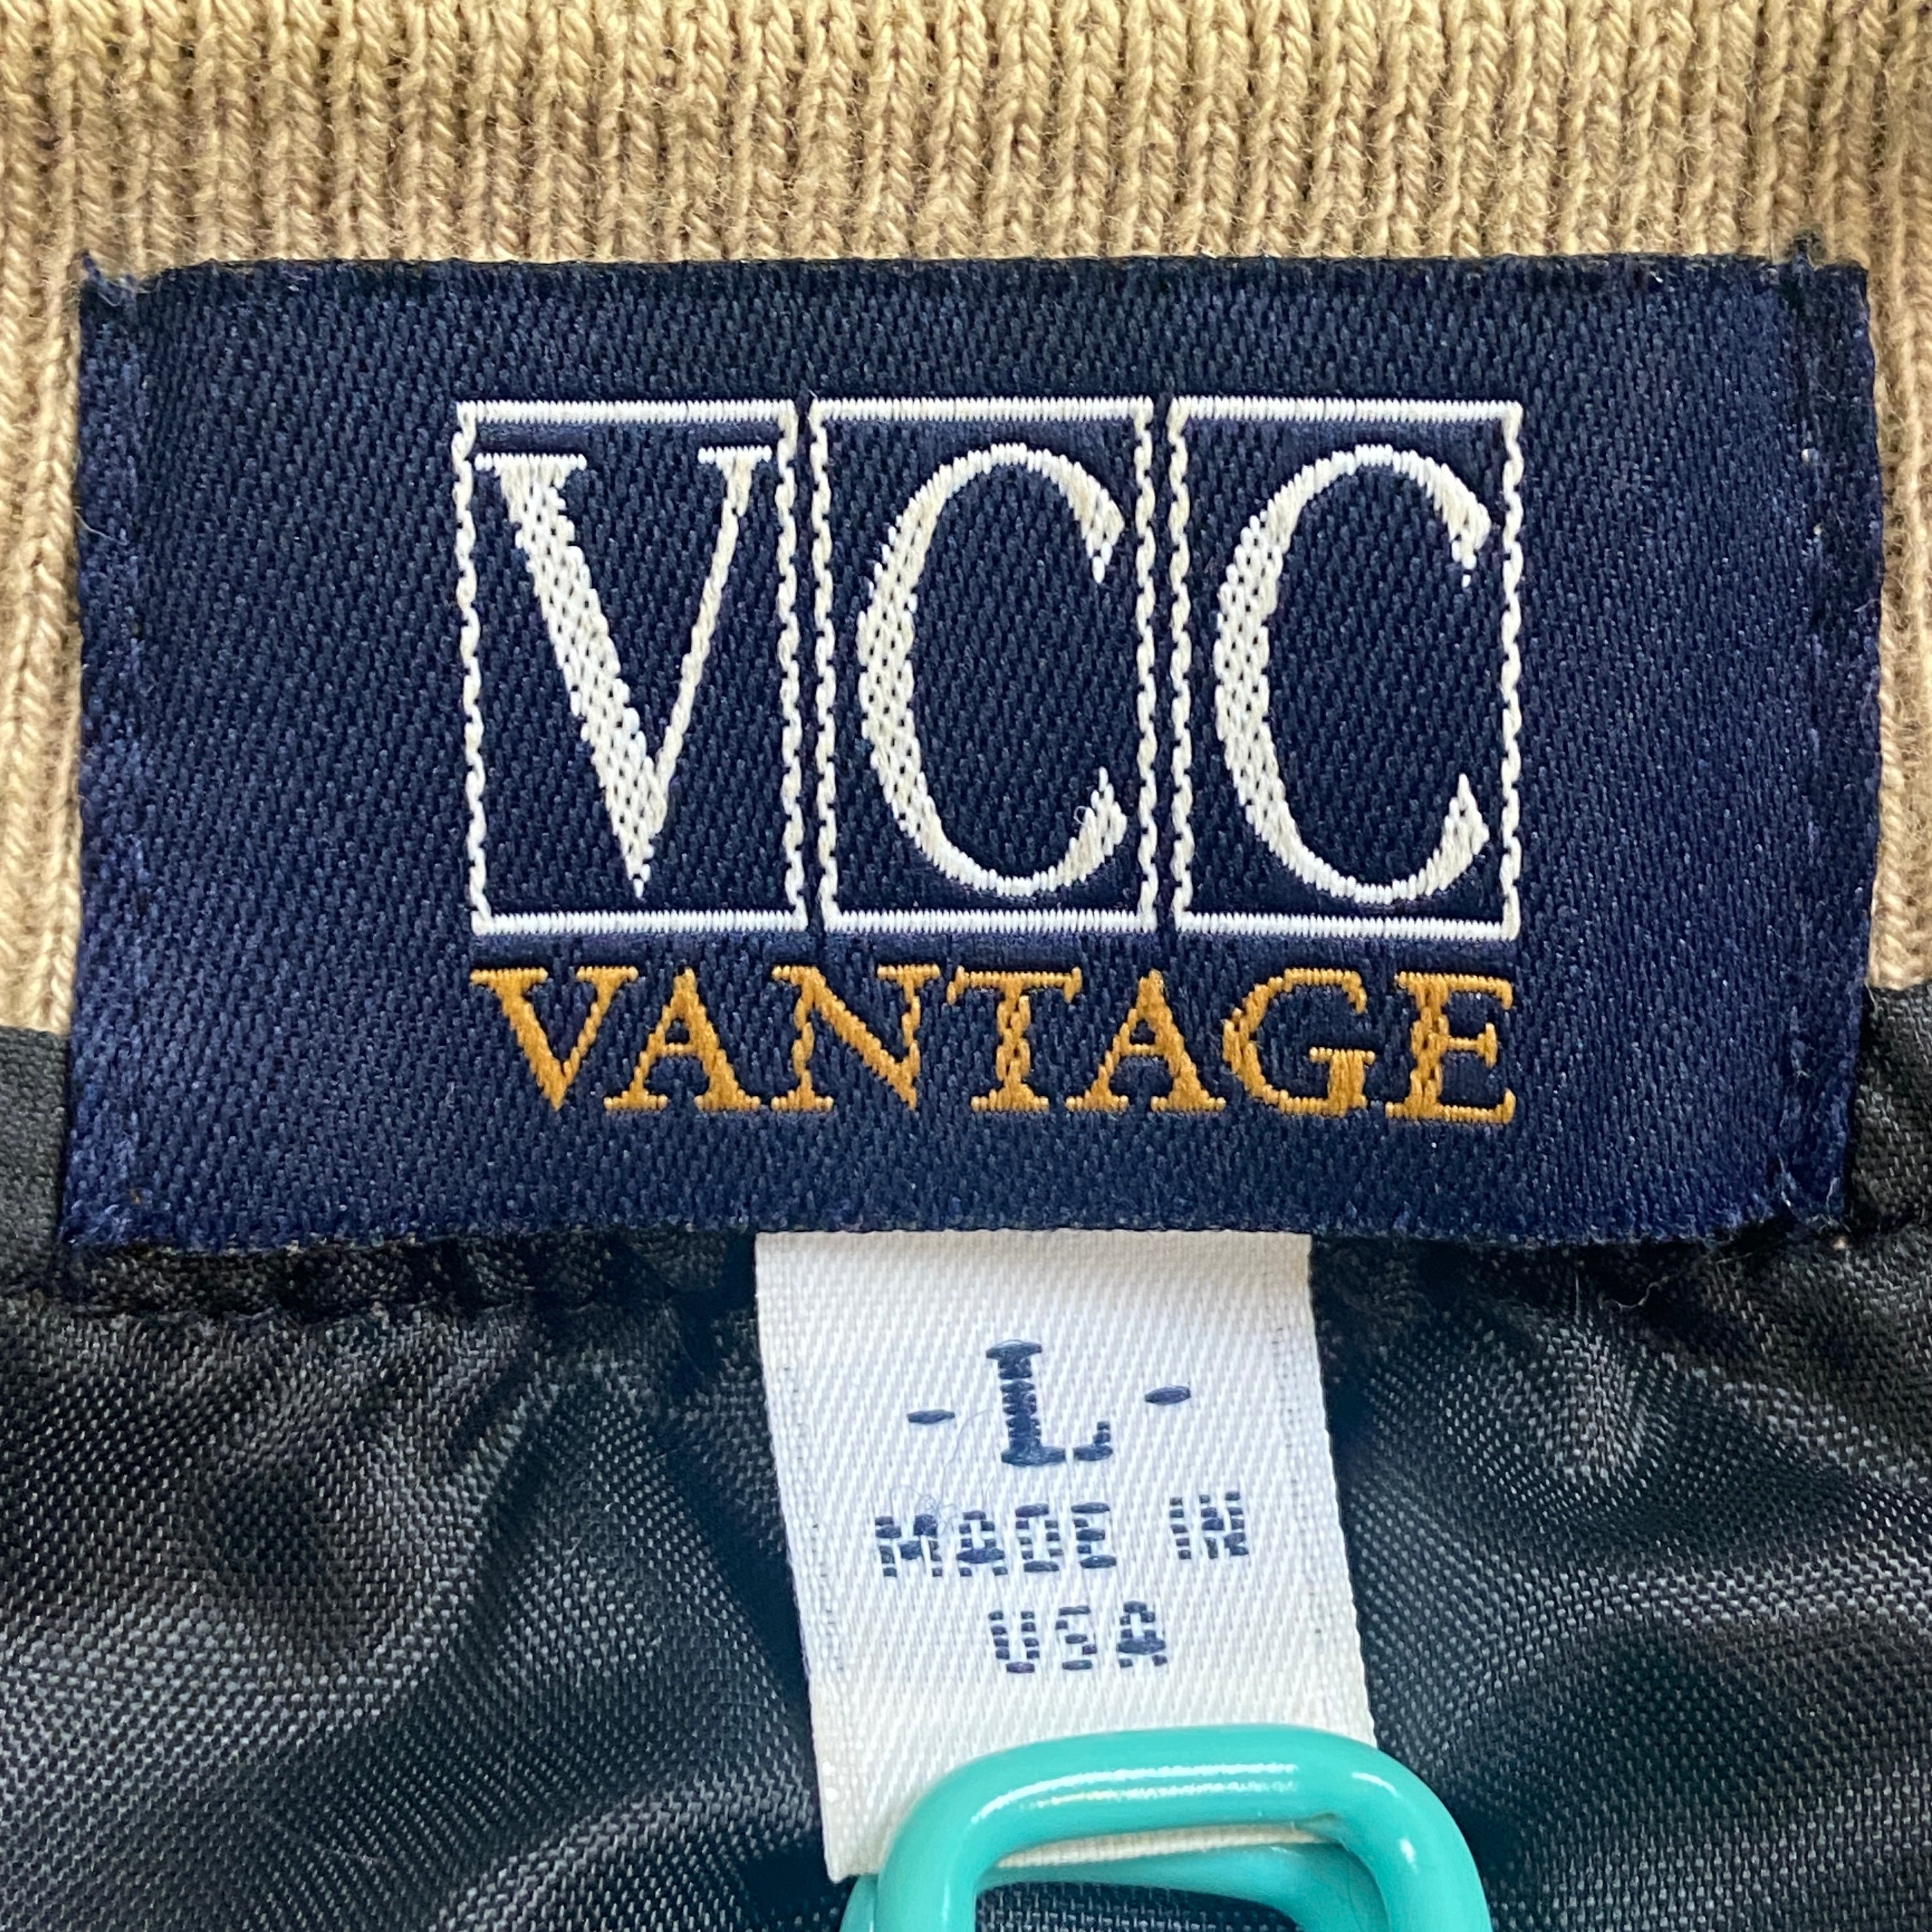 VCC
VANTAGE
-L-
MADE IN
USA